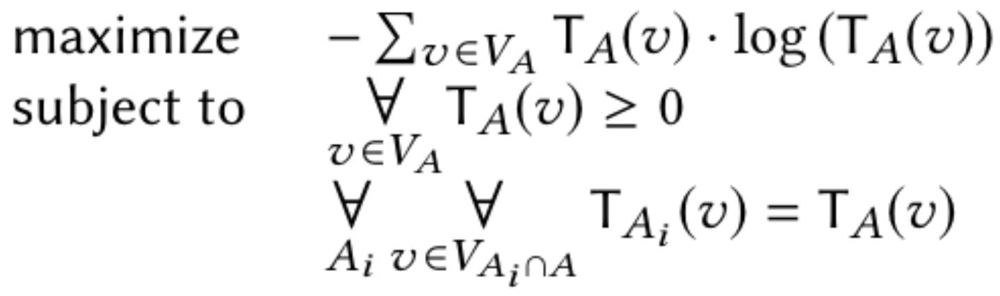 maximize − ∑_{v∈V_A} T_A(v) · log (T_A(v))
subject to ∀_{v∈V_A} T_A(v) ≥ 0
∀_{A_i} ∀_{v∈V_{A_i∩A}} T_{A_i}(v) = T_A(v)